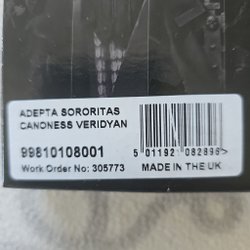 ADEPTA SORORITAS
CANONESS VERIDYAN
99810108001
Work Order No: 305773
5 011921 082896 >
MADE IN THE UK